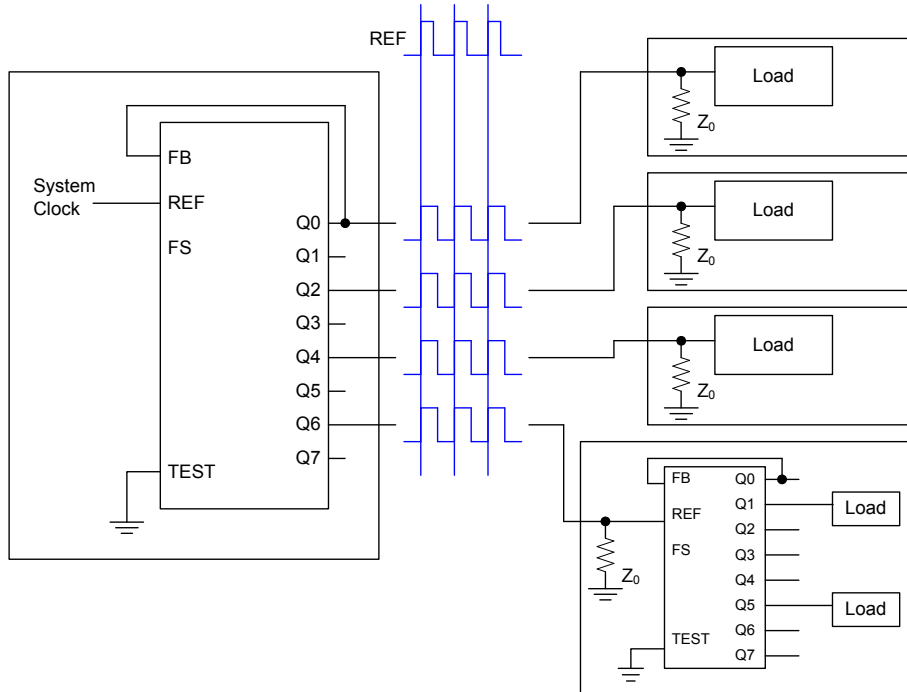 REF
System
Clock
FB
REF
FS
TEST
Q0
Q1
Q2
Q3
Q4
Q5
Q6
Q7
Load
Z0
Load
Z0
Load
Z0
Z0
FB
REF
FS
TEST
Q0
Q1
Q2
Q3
Q4
Q5
Q6
Q7
Load
Load